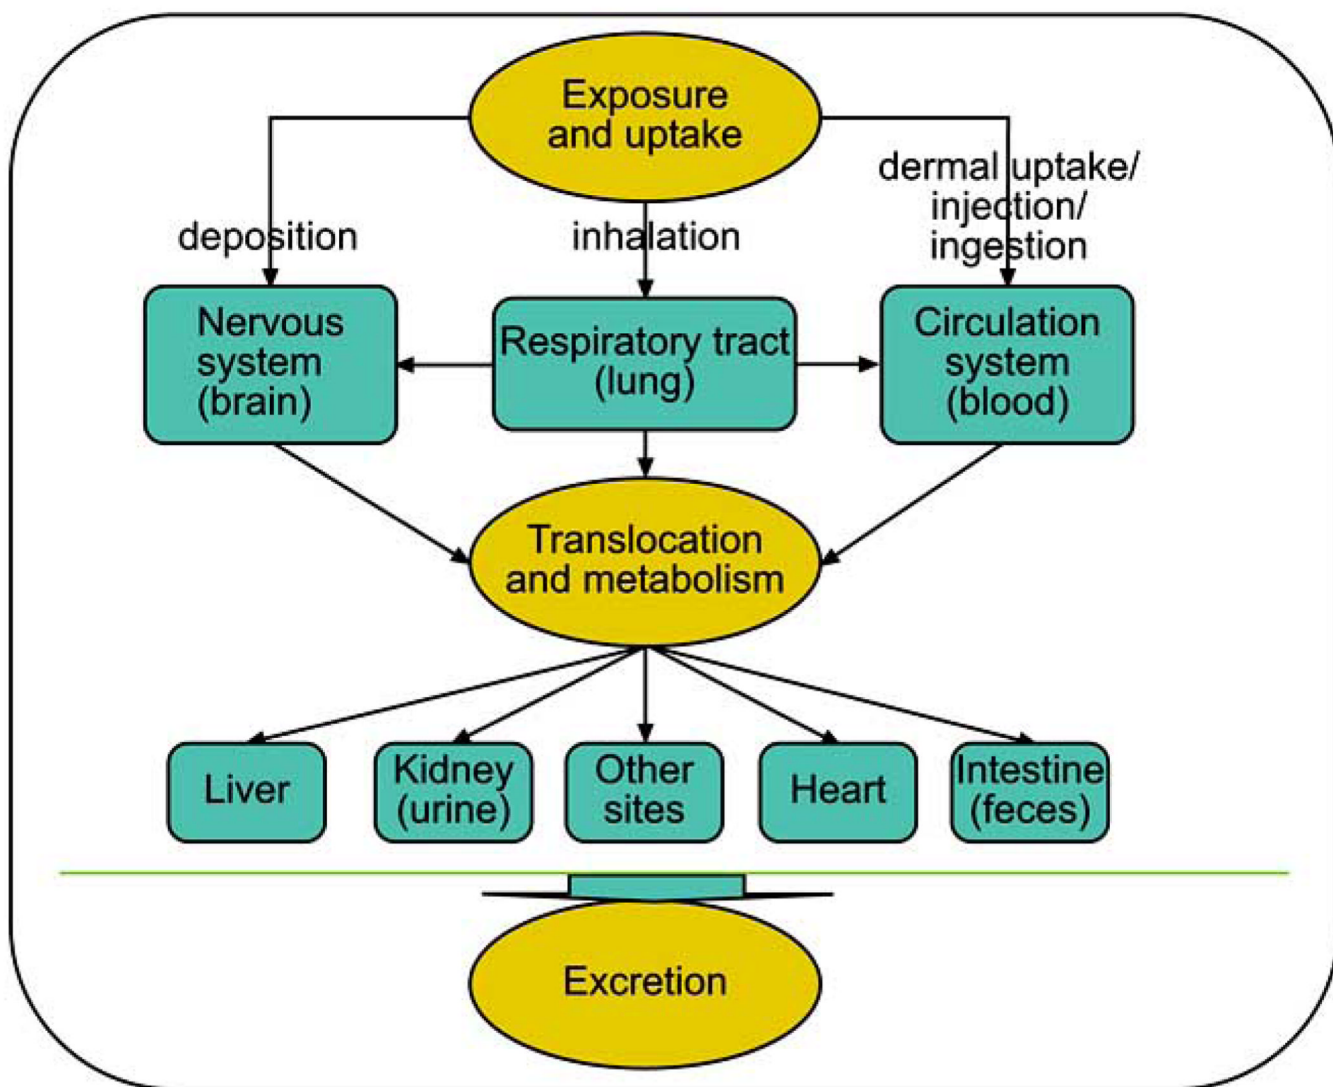 Exposure
and uptake
deposition
inhalation
dermal uptake/
injection/
ingestion
Nervous
system
(brain)
Respiratory tract
(lung)
Circulation
system
(blood)
Translocation
and metabolism
Liver
Kidney
(urine)
Other
sites
Heart
Intestine
(feces)
Excretion